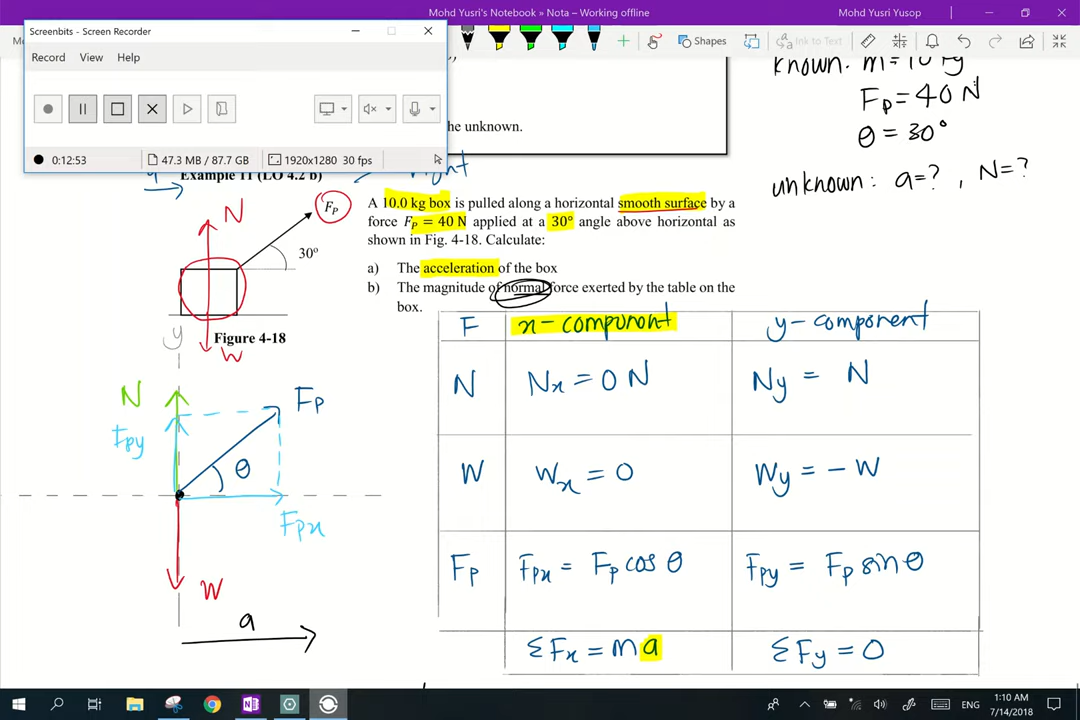 Mohd Yusri's Notebook » Nota – Working offline
Mohd Yusri Yusop
Screenbits - Screen Recorder
Record View Help
0:12:53
47.3 MB / 87.7 GB
1920x1280 30 fps
Shapes
Ink to Text
he unknown.
known: m=10 kg
Fp = 40 N
θ = 30°
unknown: a=? , N=?
right
Example 11 (LO 4.2 b)
A 10.0 kg box is pulled along a horizontal smooth surface by a
force FP = 40 N applied at a 30° angle above horizontal as
shown in Fig. 4-18. Calculate:
a) The acceleration of the box
b) The magnitude of normal force exerted by the table on the
box.
N
FP
30°
W
Figure 4-18
y
N
Fpy
Fp
θ
Fpx
W
a
F x-component y-component
N Nx = 0 N Ny = N
W Wx = 0 Wy = - W
Fp Fpx = Fp cos θ Fpy = Fp sin θ
ΣFx = ma ΣFy = 0
ENG
1:10 AM
7/14/2018